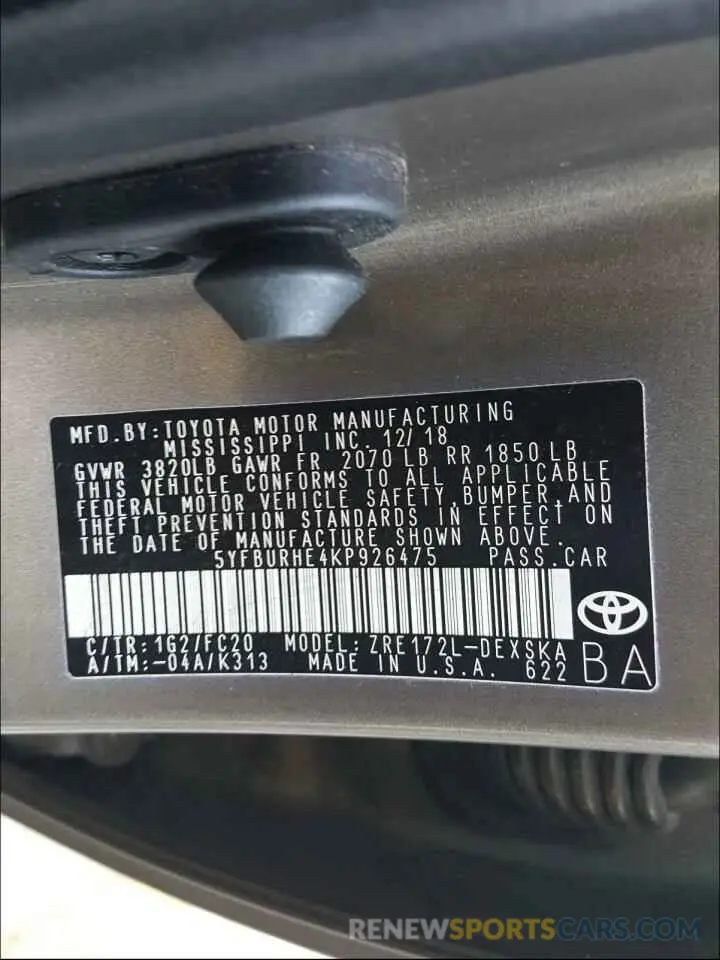 MFD.BY:TOYOTA MOTOR MANUFACTURING
MISSISSIPPI INC. 12/18
GVWR 3820LB GAWR FR 2070 LB RR 1850 LB
THIS VEHICLE CONFORMS TO ALL APPLICABLE
FEDERAL MOTOR VEHICLE SAFETY, BUMPER, AND
THEFT PREVENTION STANDARDS IN EFFECT ON
THE DATE OF MANUFACTURE SHOWN ABOVE.
5YFBURHE4KP926475 PASS.CAR
C/TR:1G2/FC20 MODEL:ZRE172L-DEXSKA
A/TM:-04A/K313 MADE IN U.S.A. 622
BA
RENEWSPORTSCARS.COM